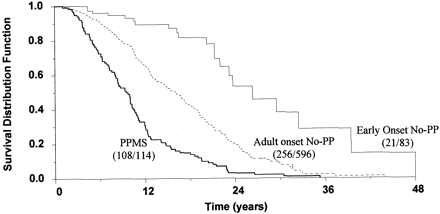 Survival Distribution Function
1.0
0.8
0.6
0.4
0.2
0.0
PPMS
(108/114)
Adult onset No-PP
(256/596)
Early Onset No-PP
(21/83)
0
12
24
36
48
Time (years)